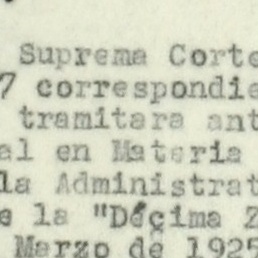 Suprema Corte
7 correspondie
tramitara ant
al en Materia
la Administrat
e la "Décima Z
Marzo de 1925